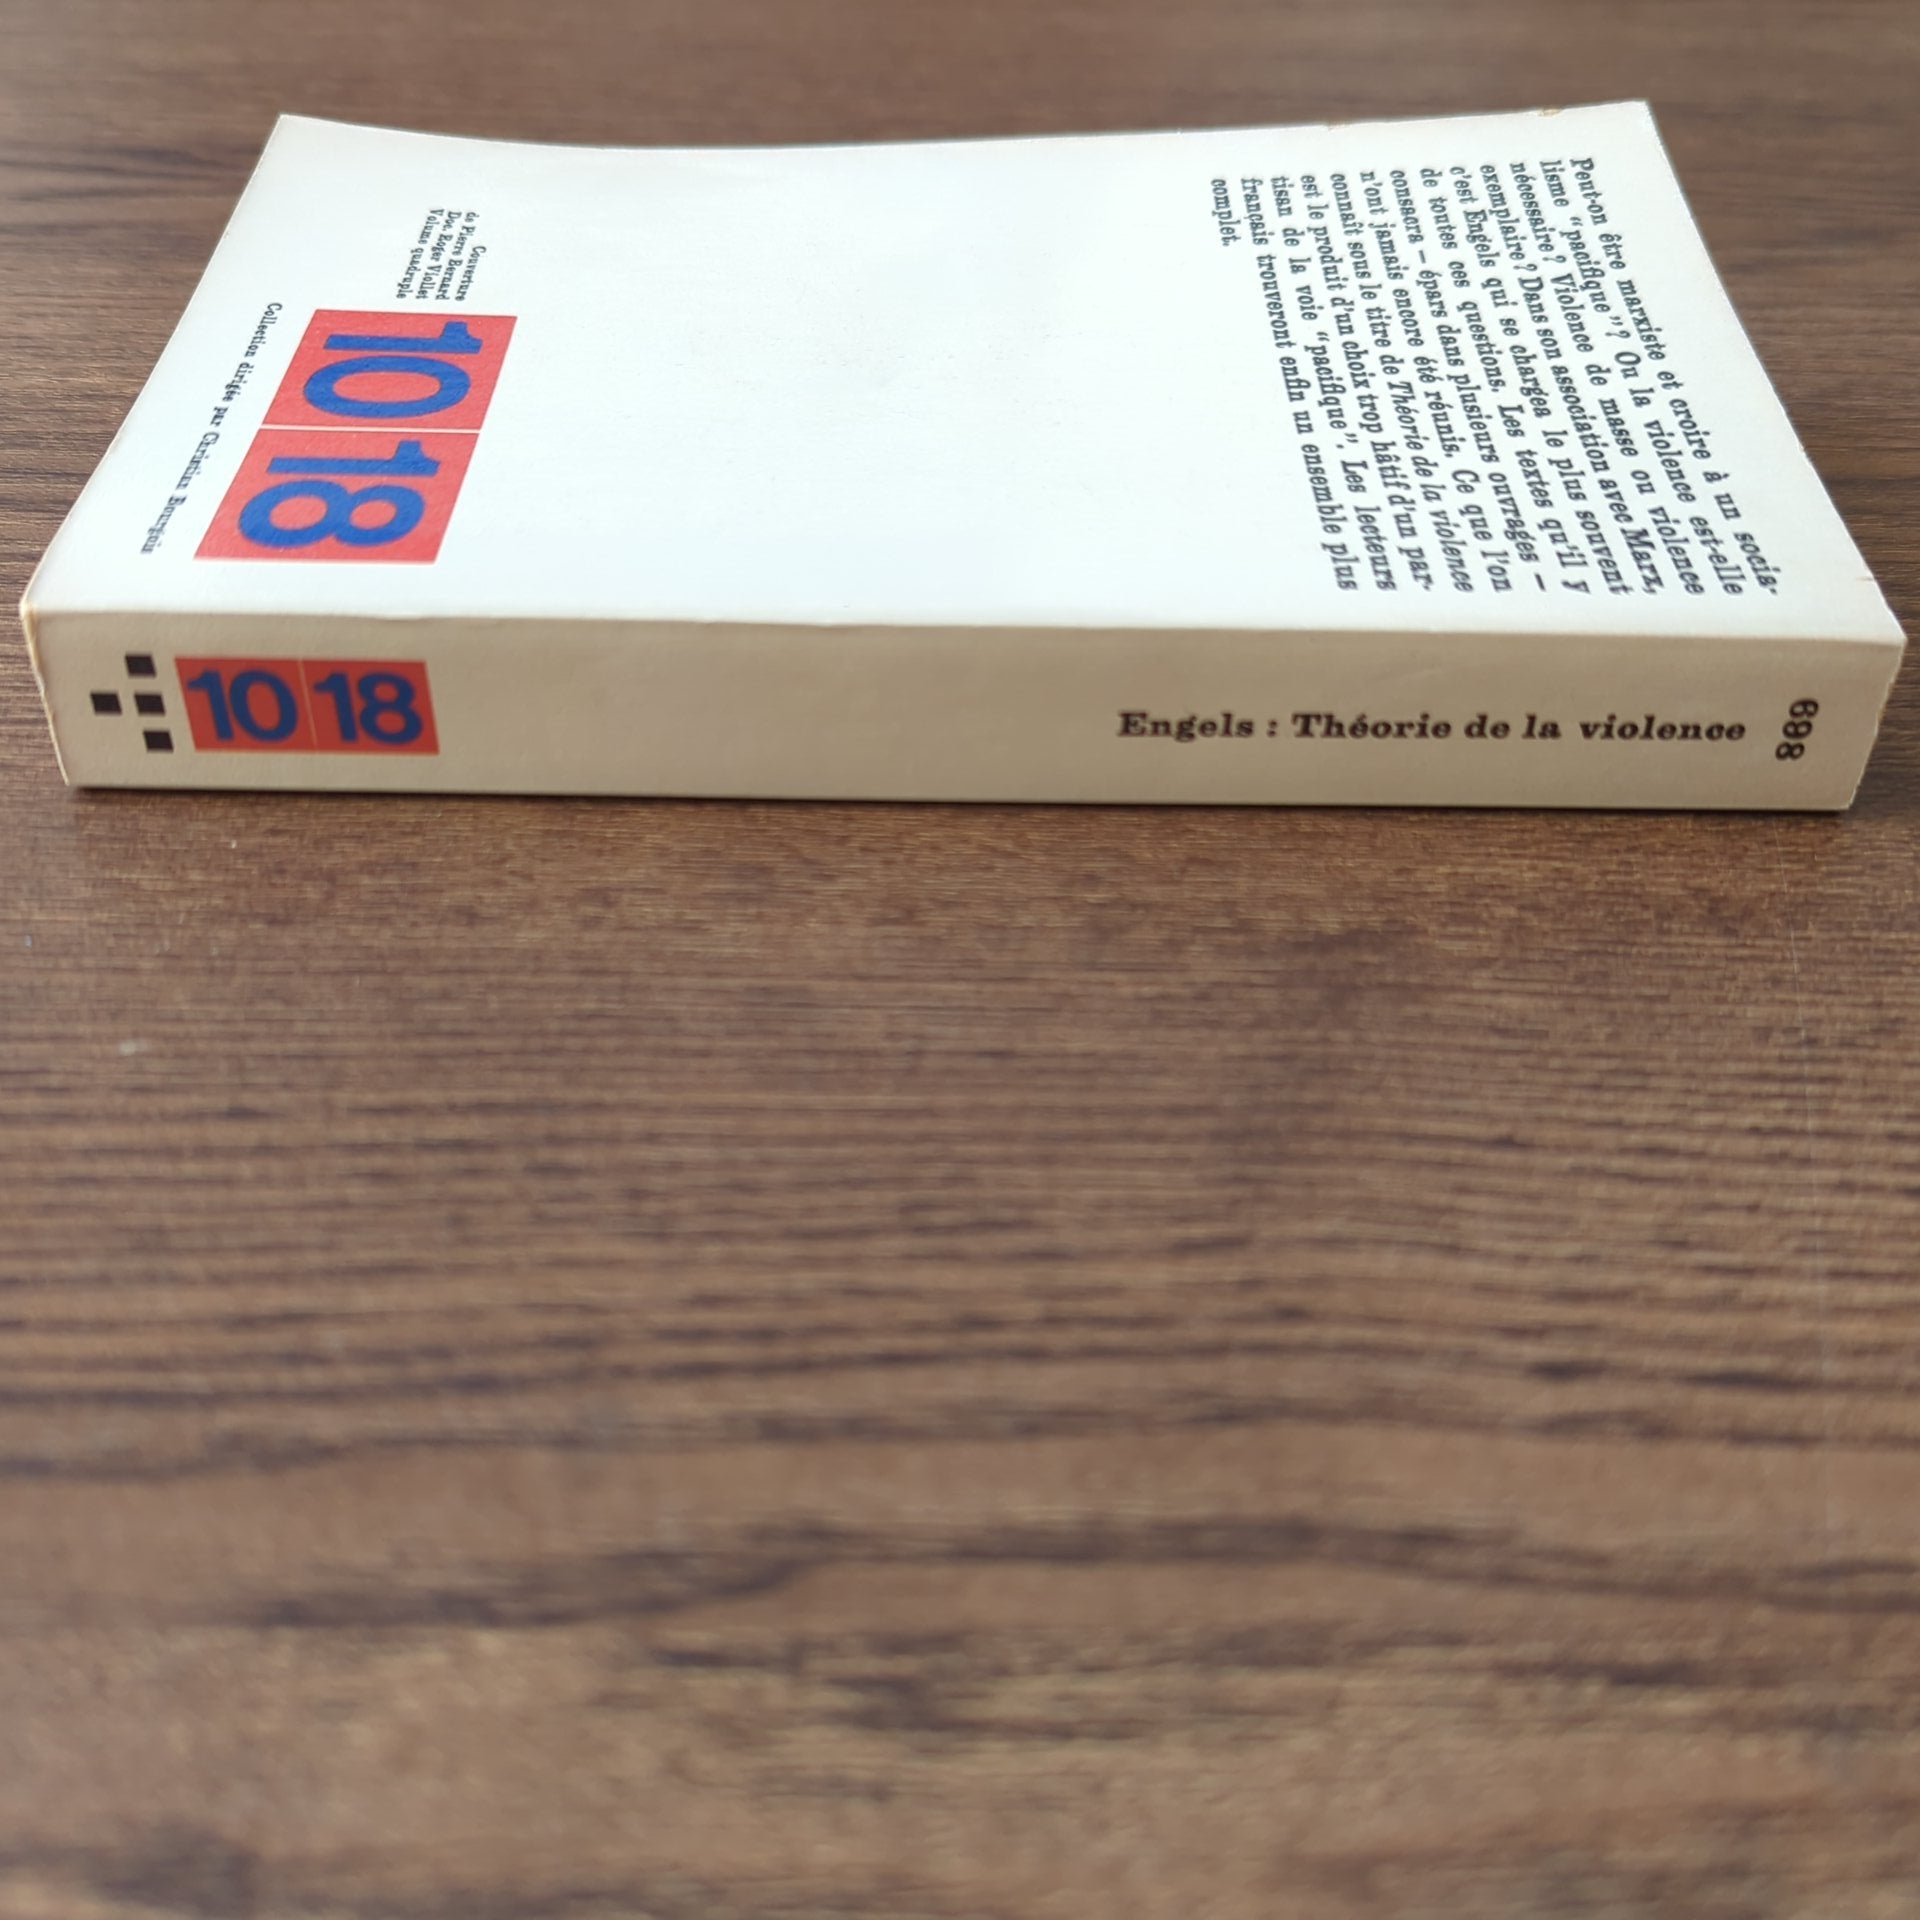 Peut-on être marxiste et croire à un socia-
lisme “pacifique”? Ou la violence est-elle
nécessaire? Violence de masse ou violence
exemplaire? Dans son association avec Marx,
c'est Engels qui se chargea le plus souvent
de toutes ces questions. Les textes qu'il y
consacra – épars dans plusieurs ouvrages –
n'ont jamais encore été réunis. Ce que l'on
connaît sous le titre de Théorie de la violence
est le produit d'un choix trop hâtif d'un par-
tisan de la voie “pacifique”. Les lecteurs
français trouveront enfin un ensemble plus
complet.
Couverture
de Pierre Bernard
Doc. Roger Viollet
Volume quadruple
10 18
Collection dirigée par Christian Bourgois
10 18
Engels : Théorie de la violence
698